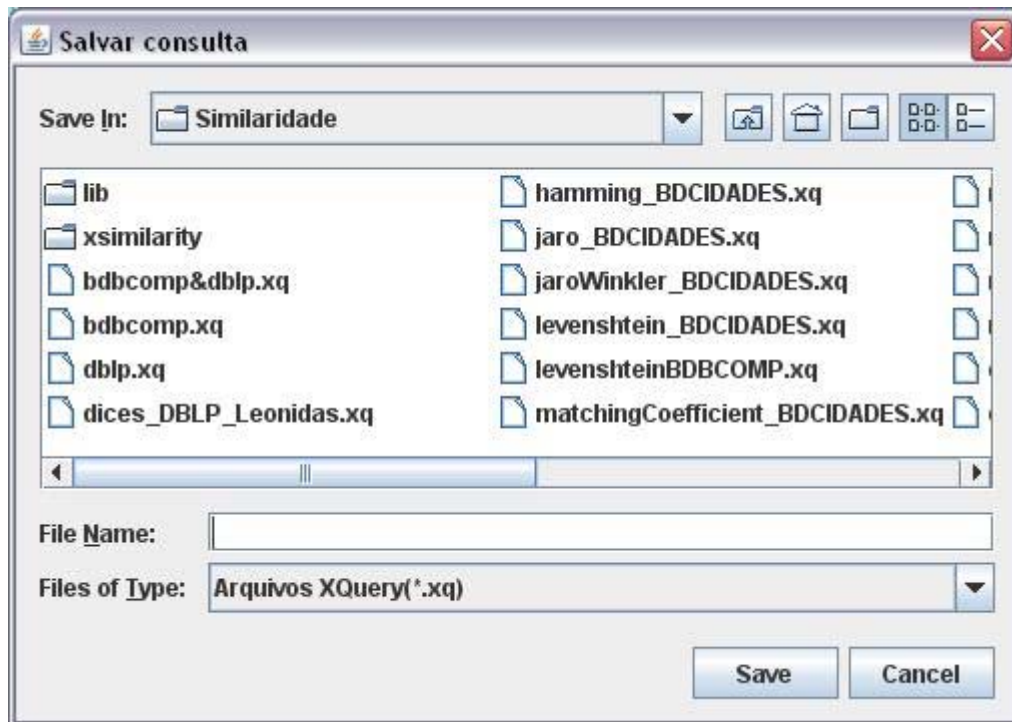 Salvar consulta
Save In: Similaridade
lib
xsimilarity
bdbcomp&dblp.xq
bdbcomp.xq
dblp.xq
dices_DBLP_Leonidas.xq
hamming_BDCIDADES.xq
jaro_BDCIDADES.xq
jaroWinkler_BDCIDADES.xq
levenshtein_BDCIDADES.xq
levenshteinBDBCOMP.xq
matchingCoefficient_BDCIDADES.xq
File Name:
Files of Type: Arquivos XQuery(*.xq)
Save Cancel